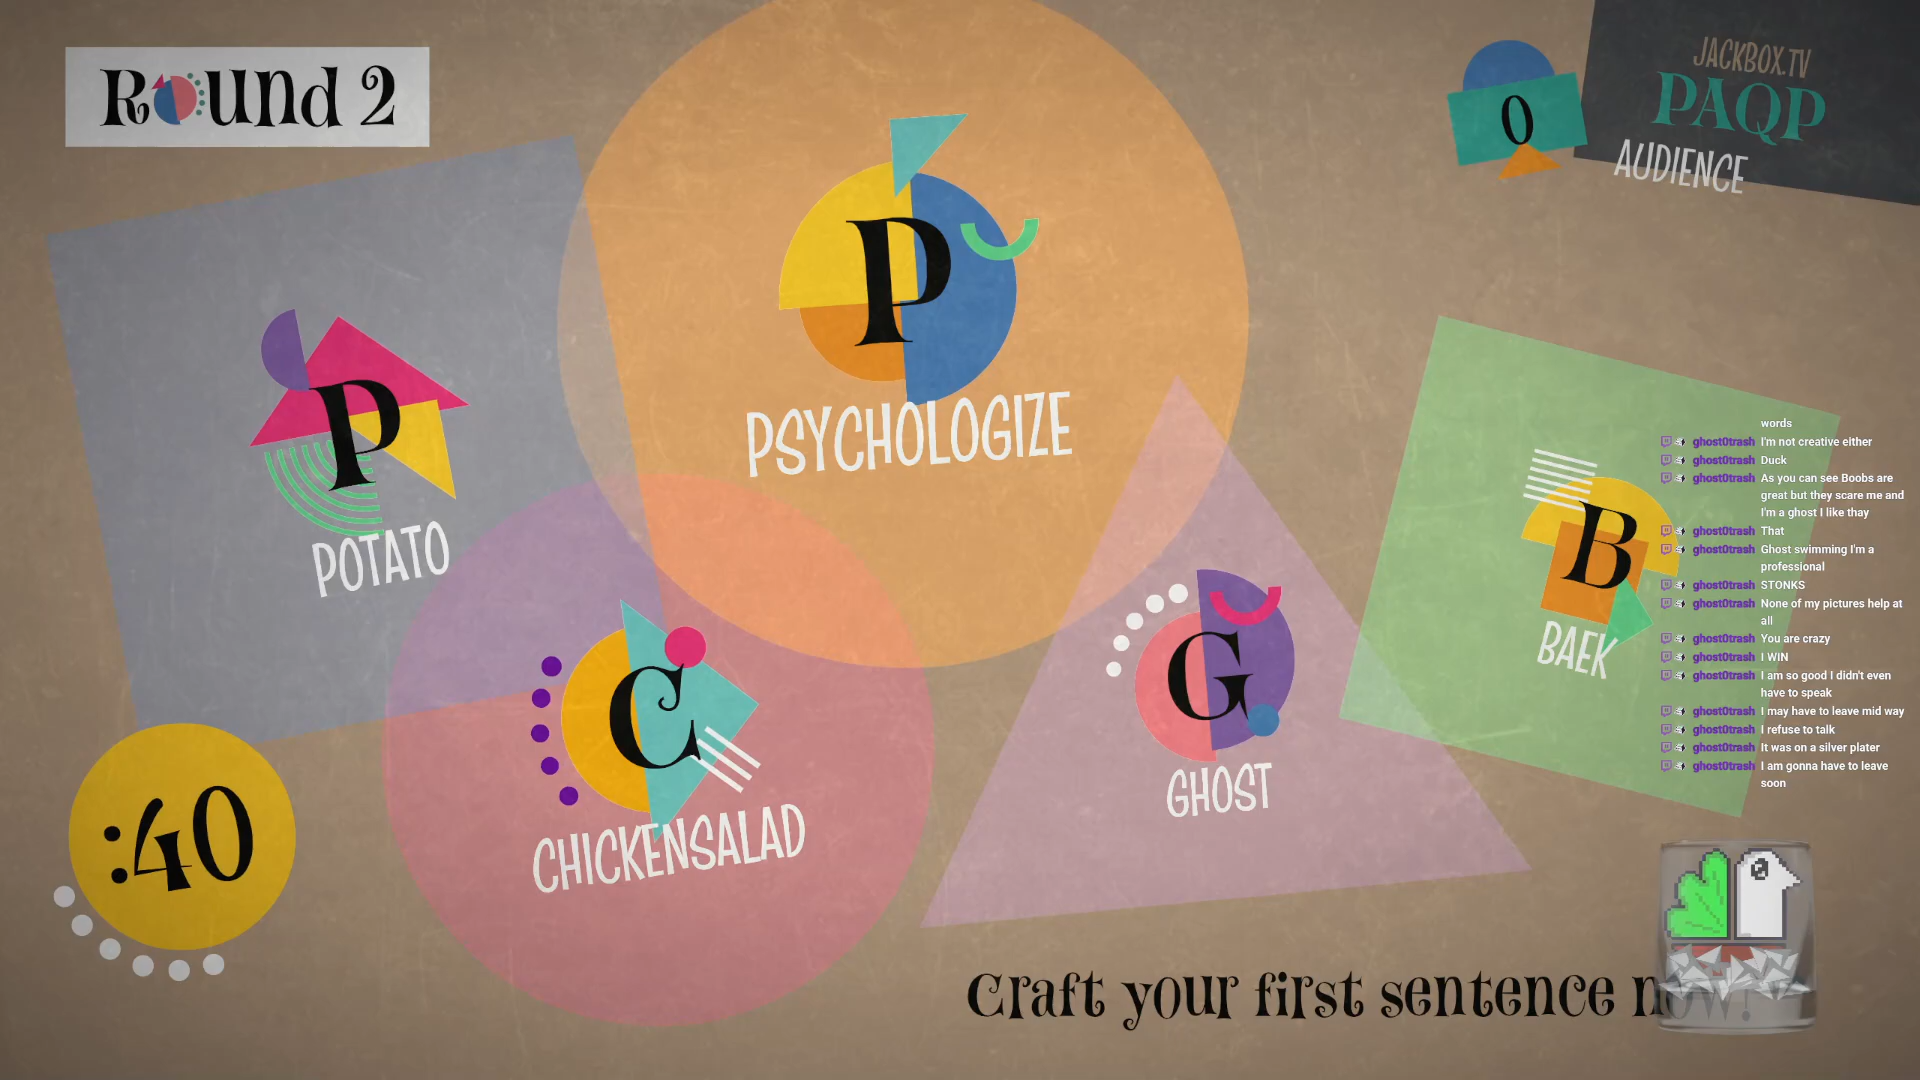 Round 2
JACKBOX.TV
PAQP
AUDIENCE
0
P
PSYCHOLOGIZE
P
POTATO
C
CHICKENSALAD
G
GHOST
B
BAEK
:40
words
ghost0trash I'm not creative either
ghost0trash Duck
ghost0trash As you can see Boobs are
great but they scare me and
I'm a ghost I like thay
ghost0trash That
ghost0trash Ghost swimming I'm a
professional
ghost0trash STONKS
ghost0trash None of my pictures help at
all
ghost0trash You are crazy
ghost0trash I WIN
ghost0trash I am so good I didn't even
have to speak
ghost0trash I may have to leave mid way
ghost0trash I refuse to talk
ghost0trash It was on a silver plater
ghost0trash I am gonna have to leave
soon
Craft your first sentence now!